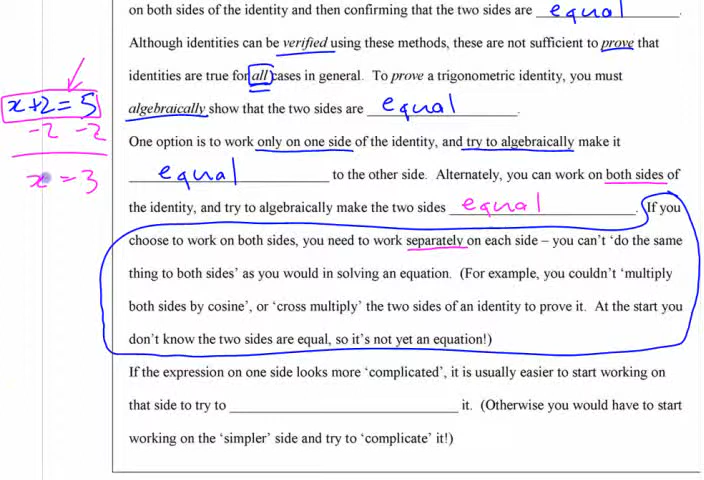 on both sides of the identity and then confirming that the two sides are equal.
Although identities can be verified using these methods, these are not sufficient to prove that
identities are true for all cases in general. To prove a trigonometric identity, you must
algebraically show that the two sides are equal.
One option is to work only on one side of the identity, and try to algebraically make it
equal to the other side. Alternately, you can work on both sides of
the identity, and try to algebraically make the two sides equal. If you
choose to work on both sides, you need to work separately on each side – you can't 'do the same
thing to both sides' as you would in solving an equation. (For example, you couldn't 'multiply
both sides by cosine', or 'cross multiply' the two sides of an identity to prove it. At the start you
don't know the two sides are equal, so it's not yet an equation!)
If the expression on one side looks more 'complicated', it is usually easier to start working on
that side to try to ______________________________ it. (Otherwise you would have to start
working on the 'simpler' side and try to 'complicate' it!)
x+2=5
-2 -2
x=3